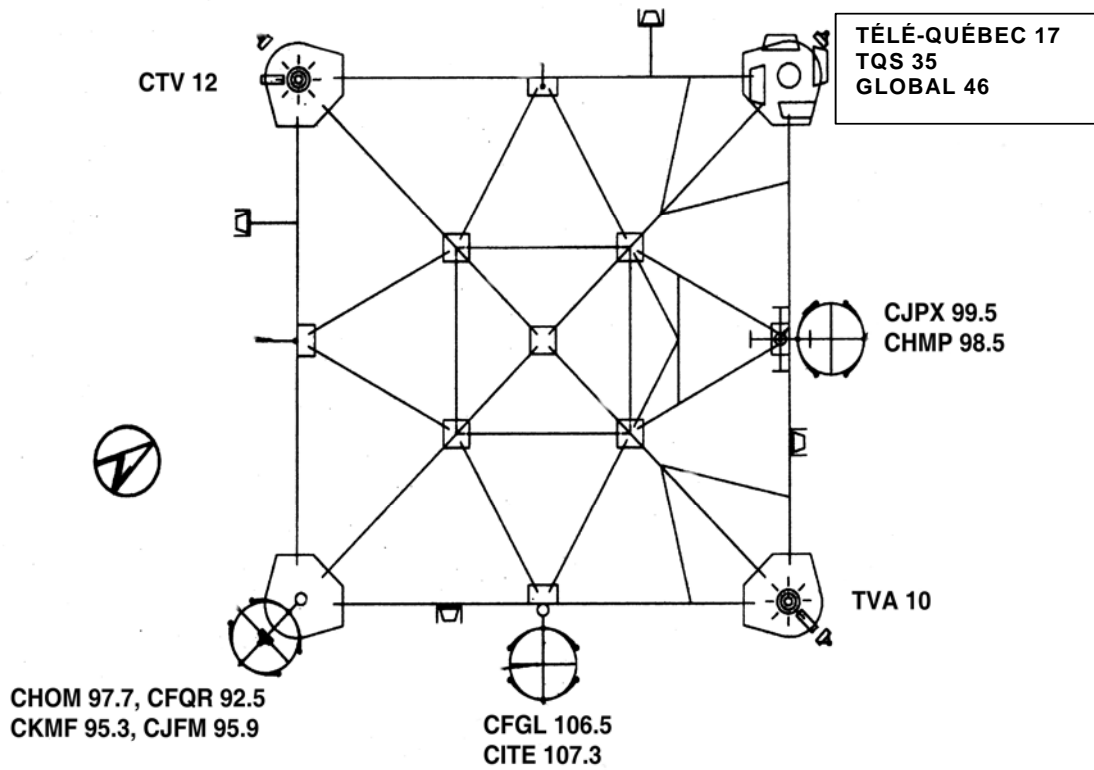 TÉLÉ-QUÉBEC 17
TQS 35
GLOBAL 46
CTV 12
CJPX 99.5
CHMP 98.5
TVA 10
CHOM 97.7, CFQR 92.5
CKMF 95.3, CJFM 95.9
CFGL 106.5
CITE 107.3